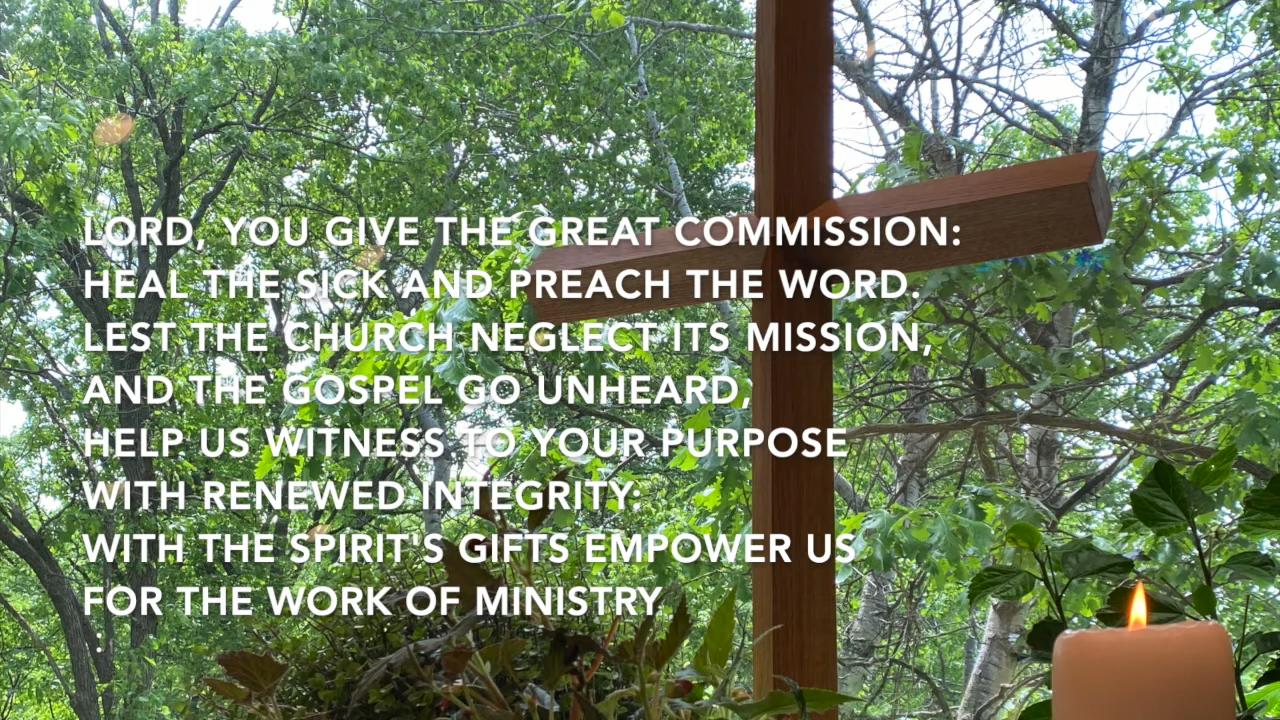 LORD, YOU GIVE THE GREAT COMMISSION:
HEAL THE SICK AND PREACH THE WORD.
LEST THE CHURCH NEGLECT ITS MISSION,
AND THE GOSPEL GO UNHEARD,
HELP US WITNESS TO YOUR PURPOSE
WITH RENEWED INTEGRITY:
WITH THE SPIRIT'S GIFTS EMPOWER US
FOR THE WORK OF MINISTRY
.